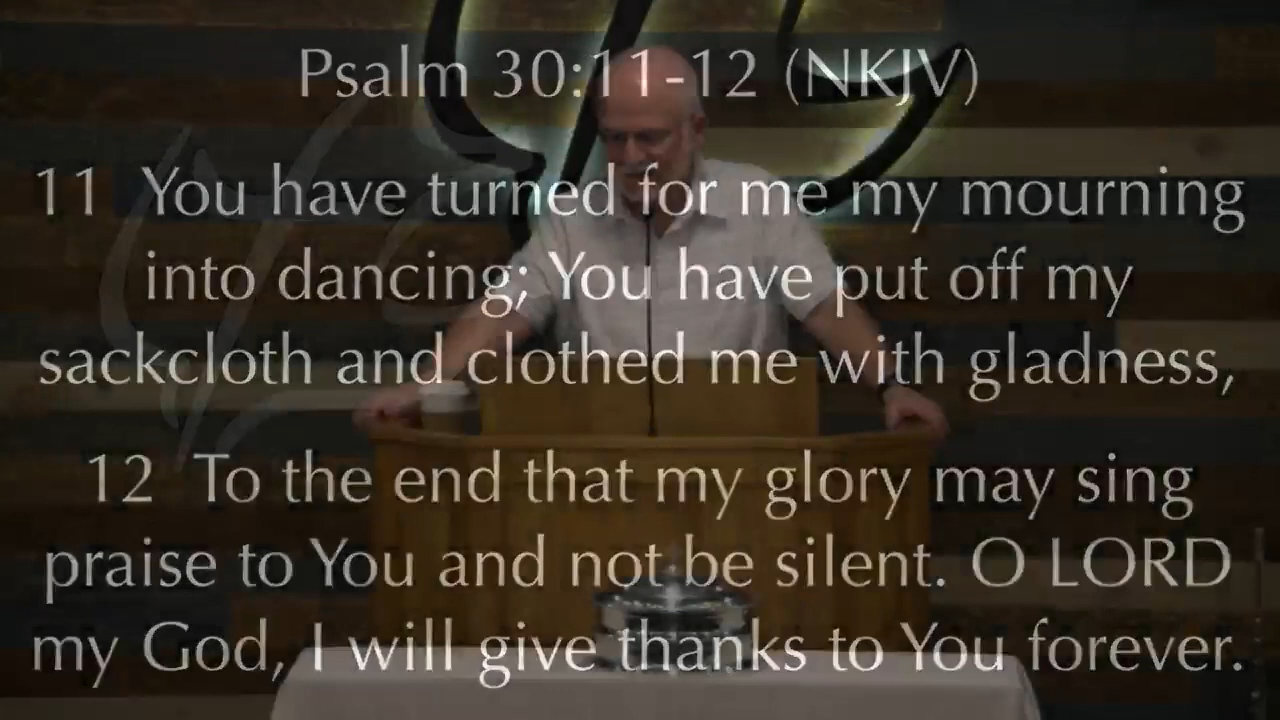 Psalm 30:11-12 (NKJV)
11 You have turned for me my mourning
into dancing; You have put off my
sackcloth and clothed me with gladness,
12 To the end that my glory may sing
praise to You and not be silent. O LORD
my God, I will give thanks to You forever.